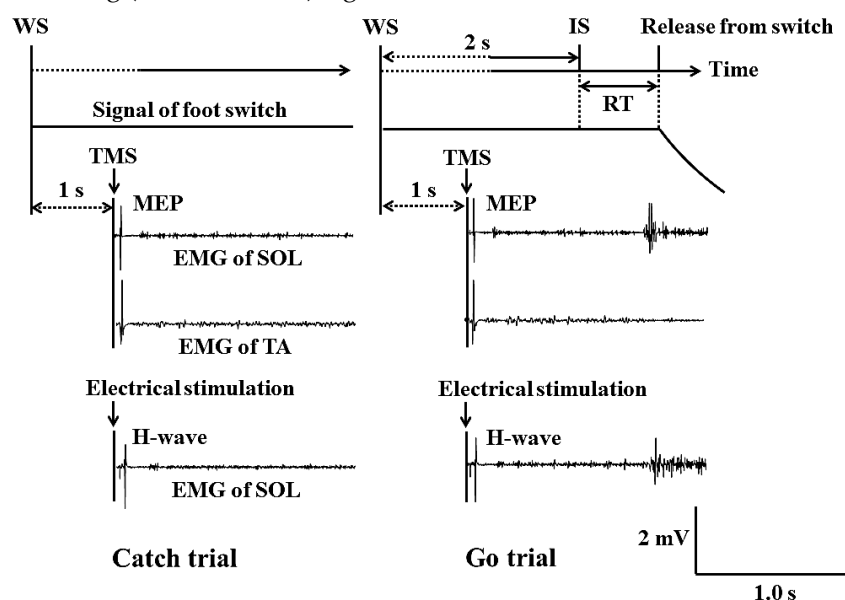 WS
Signal of foot switch
TMS
1 s
MEP
EMG of SOL
EMG of TA
Electrical stimulation
H-wave
EMG of SOL
Catch trial
WS
IS
Release from switch
2 s
Time
RT
TMS
1 s
MEP
Electrical stimulation
H-wave
Go trial
2 mV
1.0 s